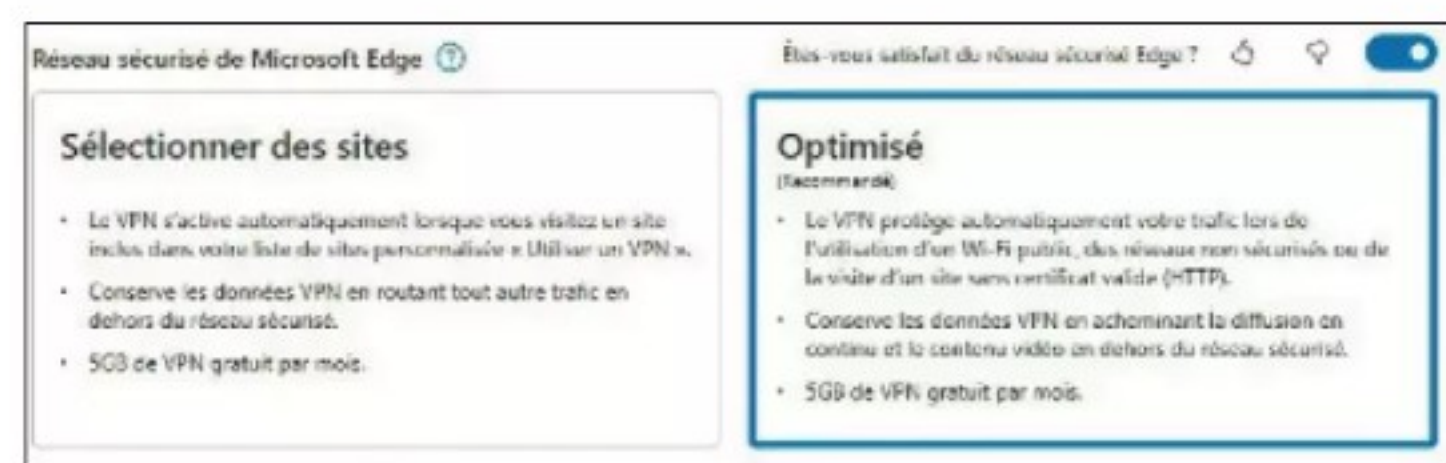 Réseau sécurisé de Microsoft Edge ?
Êtes-vous satisfait du réseau sécurisé Edge ?
Sélectionner des sites
• Le VPN s'active automatiquement lorsque vous visitez un site
inclus dans votre liste de sites personnalisée « Utiliser un VPN ».
• Conserve les données VPN en routant tout autre trafic en
dehors du réseau sécurisé.
• 5GB de VPN gratuit par mois.
Optimisé
(Recommandé)
• Le VPN protège automatiquement votre trafic lors de
l'utilisation d'un Wi-Fi public, des réseaux non sécurisés ou de
la visite d'un site sans certificat valide (HTTP).
• Conserve les données VPN en acheminant la diffusion en
continu et le contenu vidéo en dehors du réseau sécurisé.
• 5GB de VPN gratuit par mois.